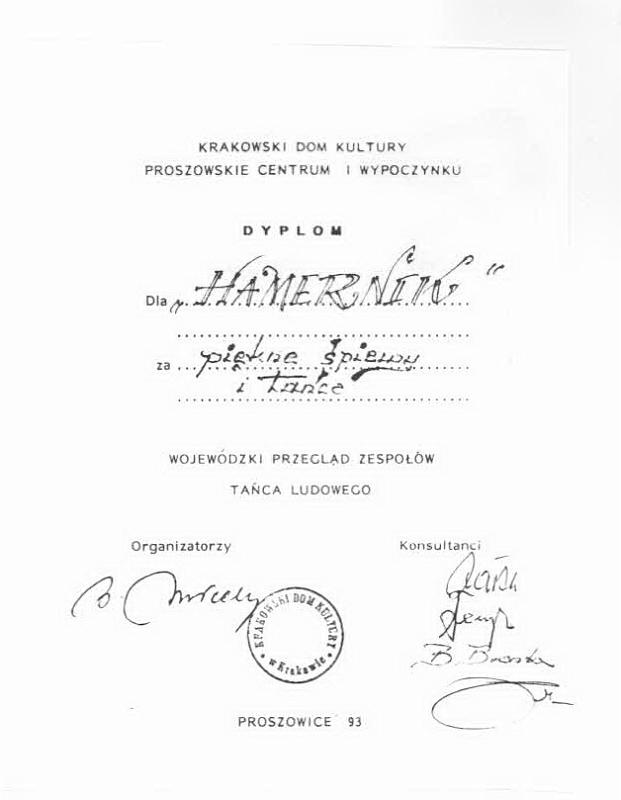 KRAKOWSKI DOM KULTURY
PROSZOWSKIE CENTRUM I WYPOCZYNKU
DYPLOM
Dla „HAMERNIK”
za piękne śpiewy
i tańce
WOJEWÓDZKI PRZEGLĄD ZESPOŁÓW
TAŃCA LUDOWEGO
Organizatorzy Konsultanci
KRAKOWSKI DOM KULTURY
w Krakowie
PROSZOWICE 93